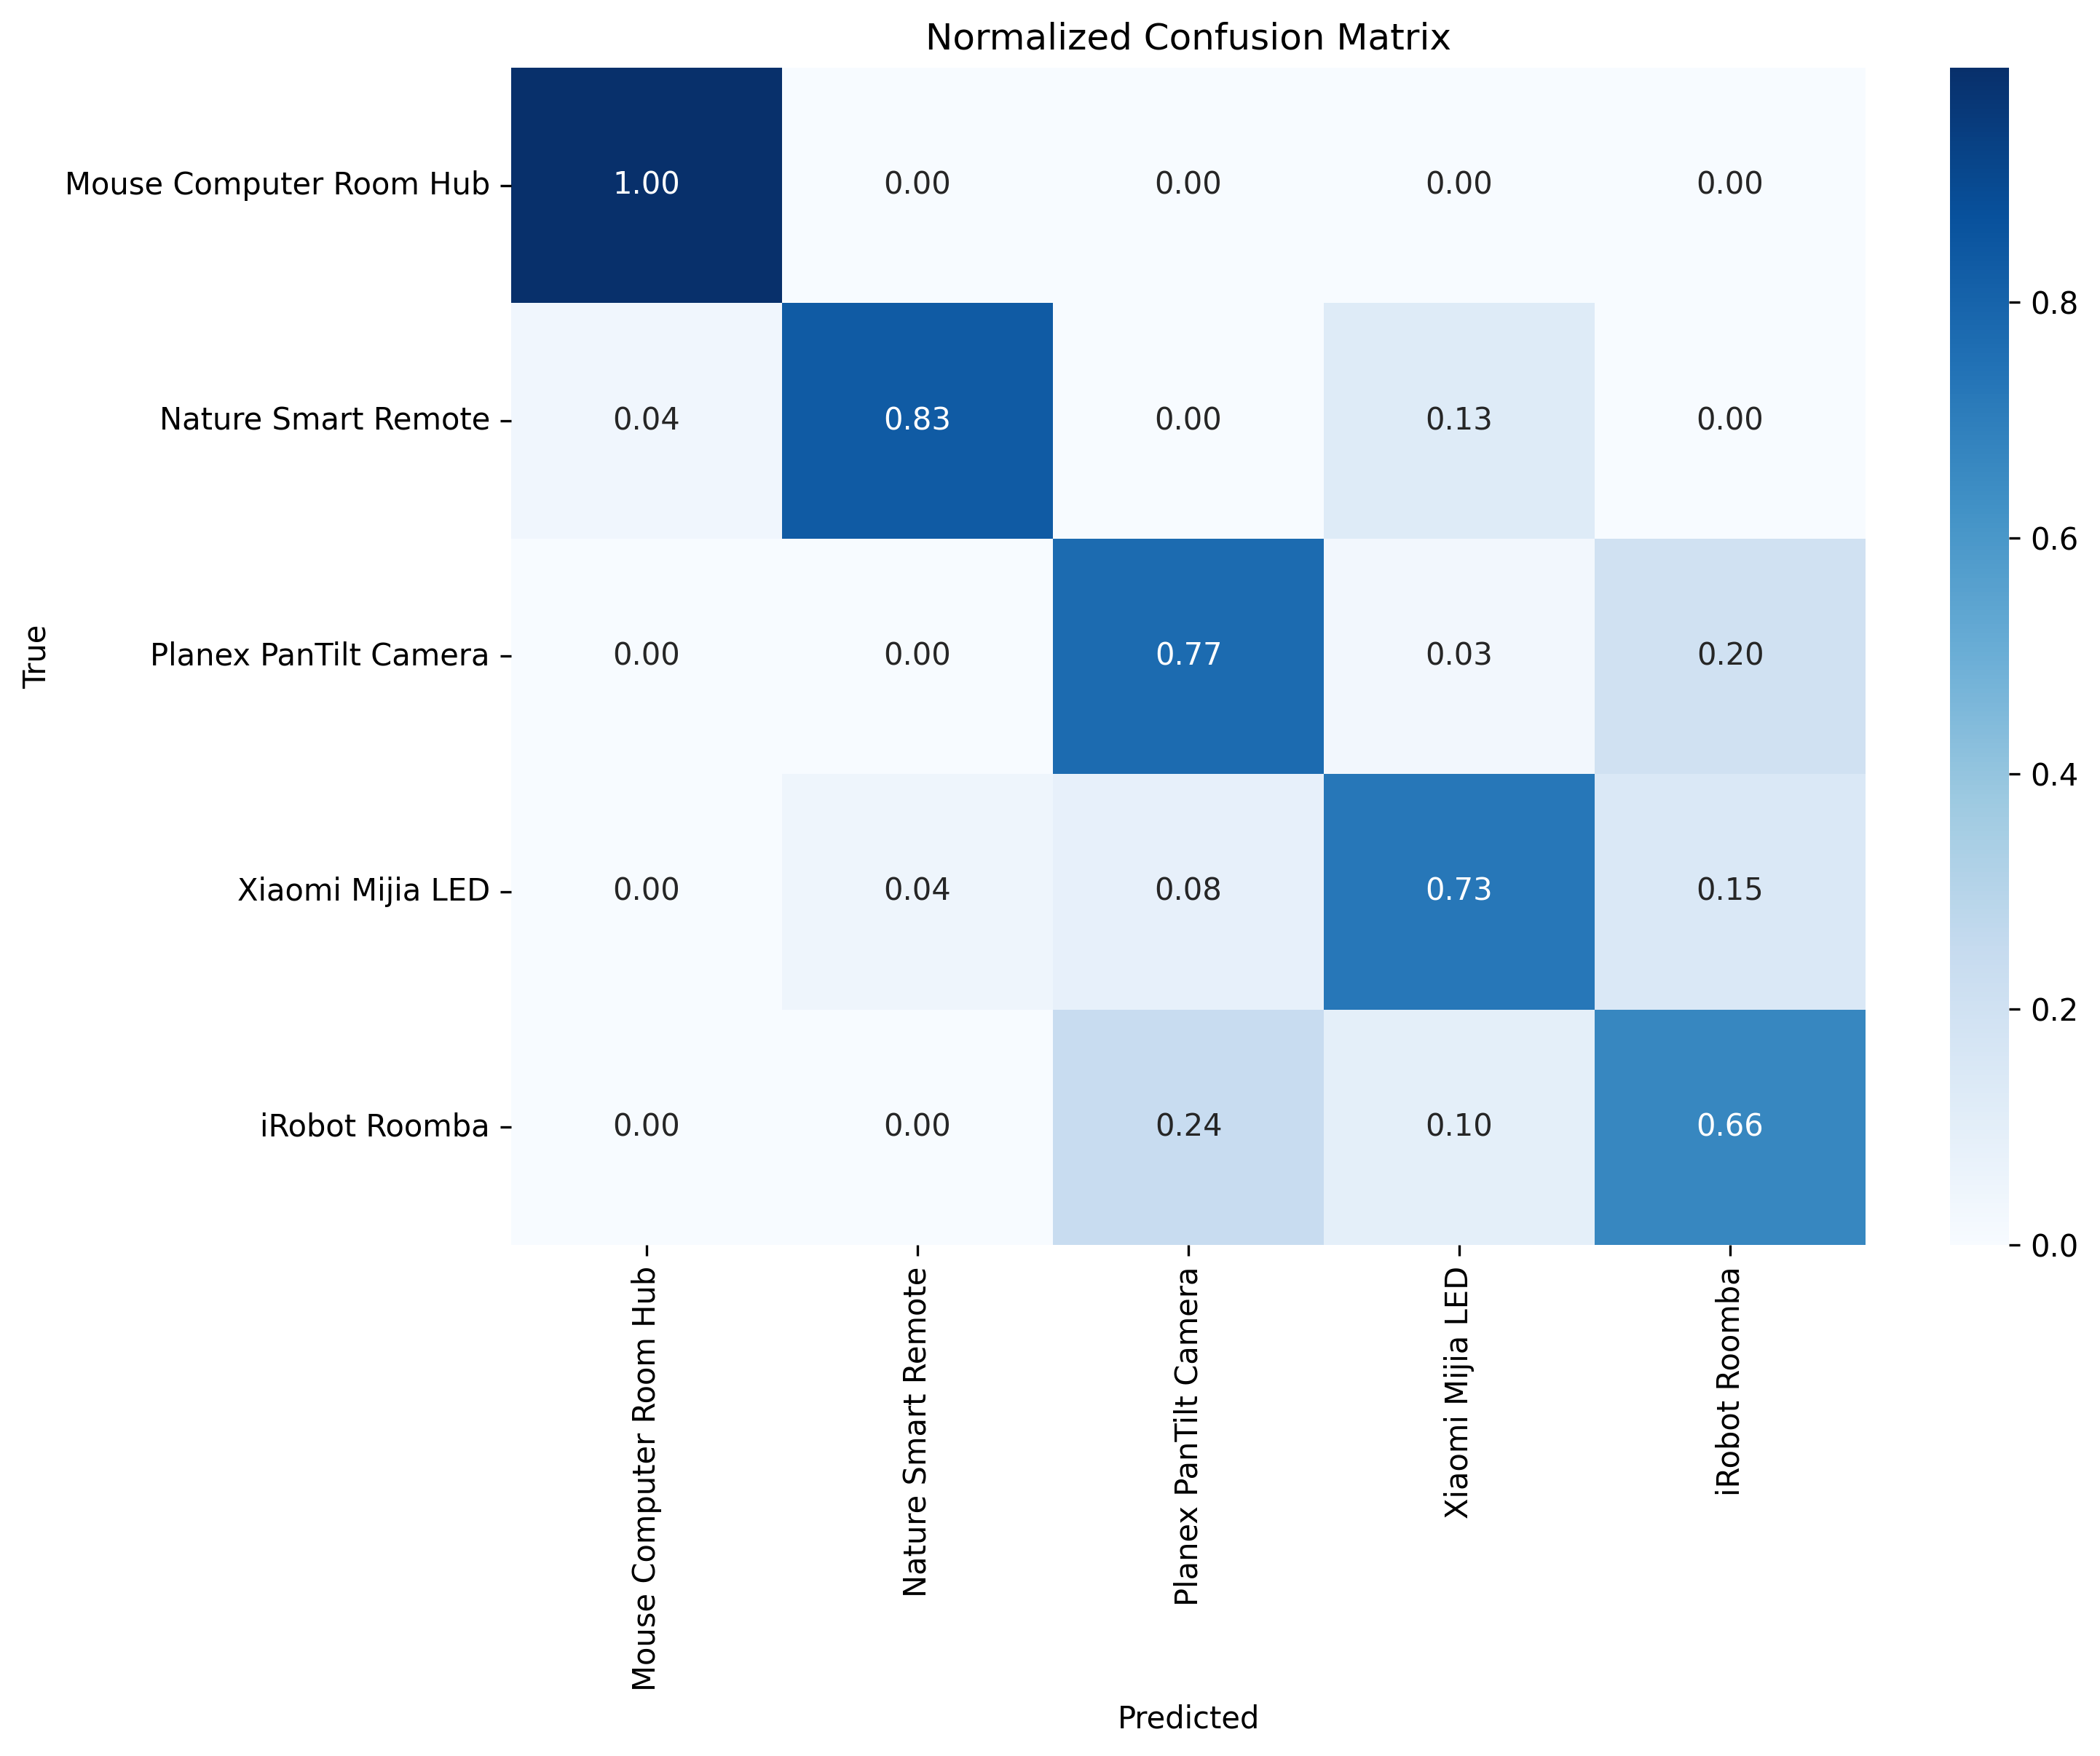 Normalized Confusion Matrix
True
Mouse Computer Room Hub 1.00 0.00 0.00 0.00 0.00
Nature Smart Remote 0.04 0.83 0.00 0.13 0.00
Planex PanTilt Camera 0.00 0.00 0.77 0.03 0.20
Xiaomi Mijia LED 0.00 0.04 0.08 0.73 0.15
iRobot Roomba 0.00 0.00 0.24 0.10 0.66
Mouse Computer Room Hub
Nature Smart Remote
Planex PanTilt Camera
Xiaomi Mijia LED
iRobot Roomba
Predicted
0.8
0.6
0.4
0.2
0.0